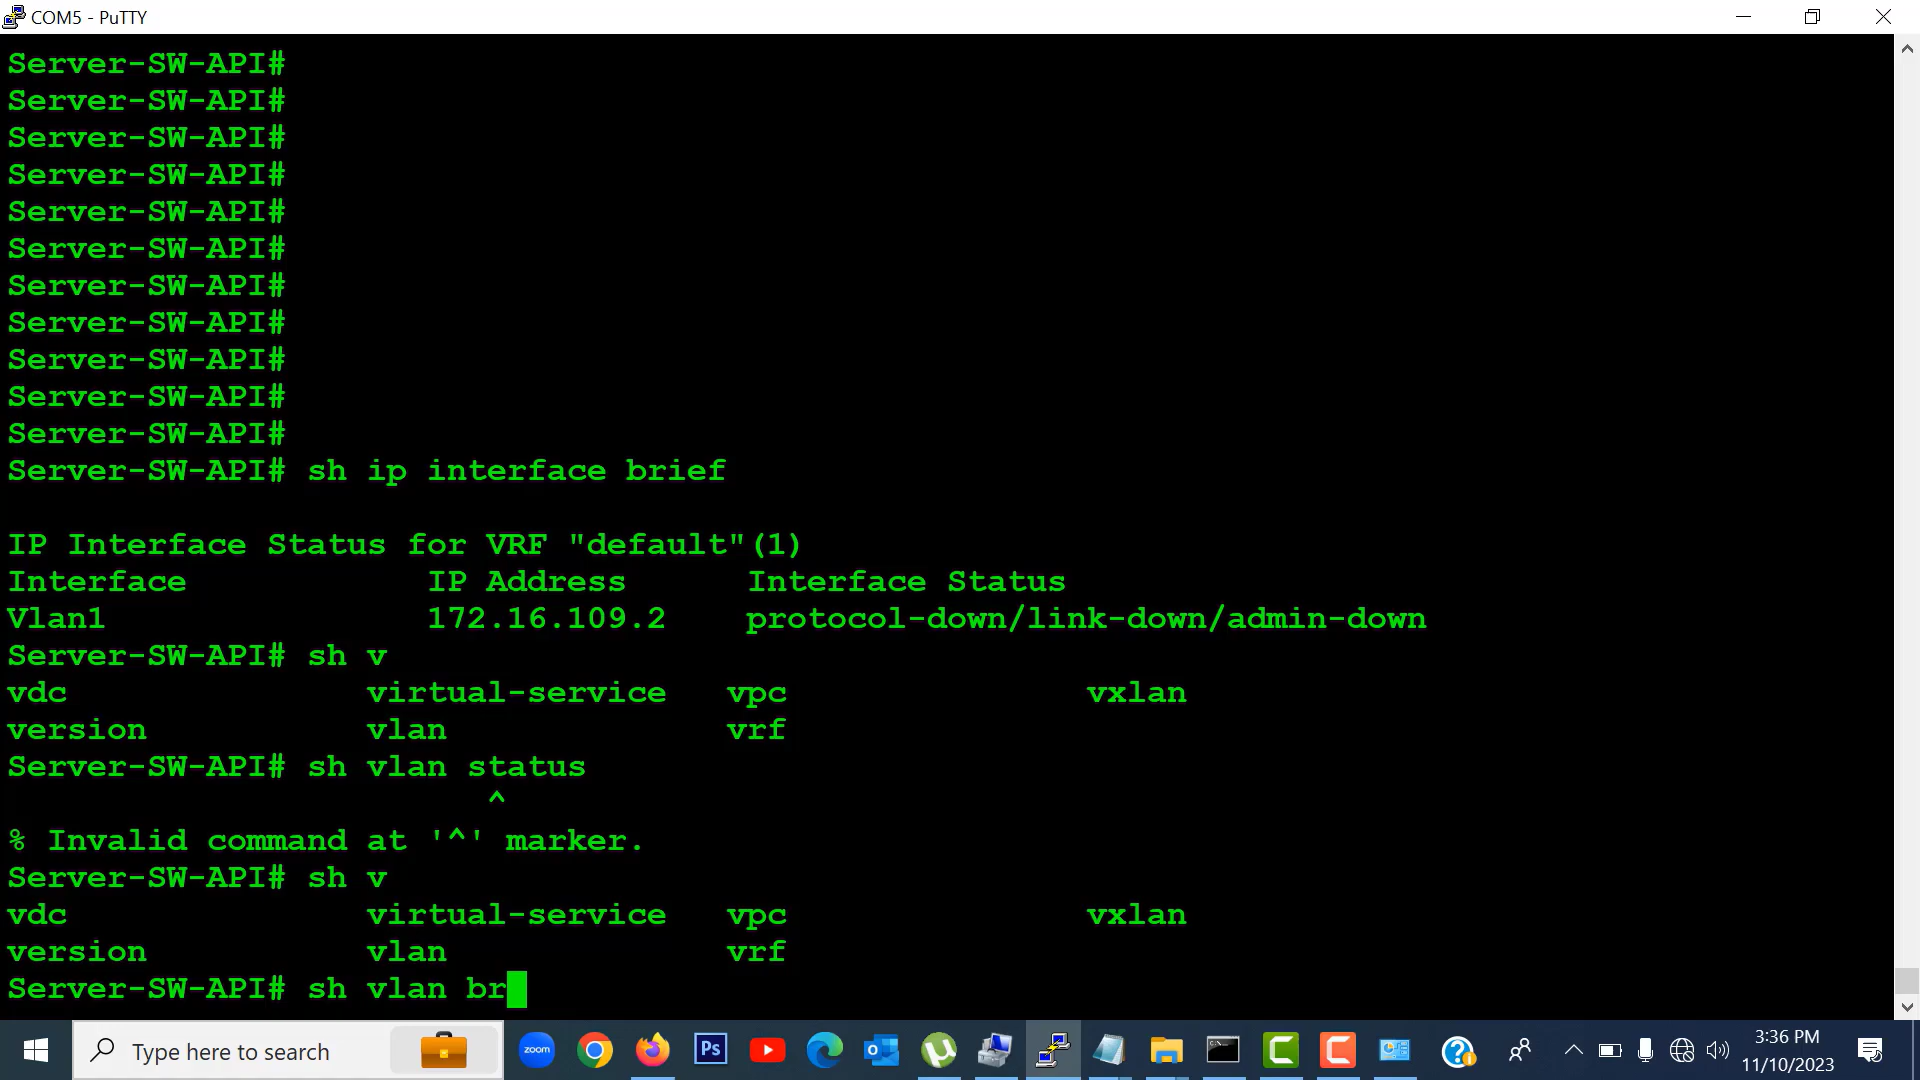 COM5 - PuTTY
Server-SW-API#
Server-SW-API#
Server-SW-API#
Server-SW-API#
Server-SW-API#
Server-SW-API#
Server-SW-API#
Server-SW-API#
Server-SW-API#
Server-SW-API#
Server-SW-API#
Server-SW-API# sh ip interface brief
IP Interface Status for VRF "default"(1)
Interface IP Address Interface Status
Vlan1 172.16.109.2 protocol-down/link-down/admin-down
Server-SW-API# sh v
vdc virtual-service vpc vxlan
version vlan vrf
Server-SW-API# sh vlan status
^
% Invalid command at '^' marker.
Server-SW-API# sh v
vdc virtual-service vpc vxlan
version vlan vrf
Server-SW-API# sh vlan br
Type here to search
zoom
Ps
3:36 PM
11/10/2023